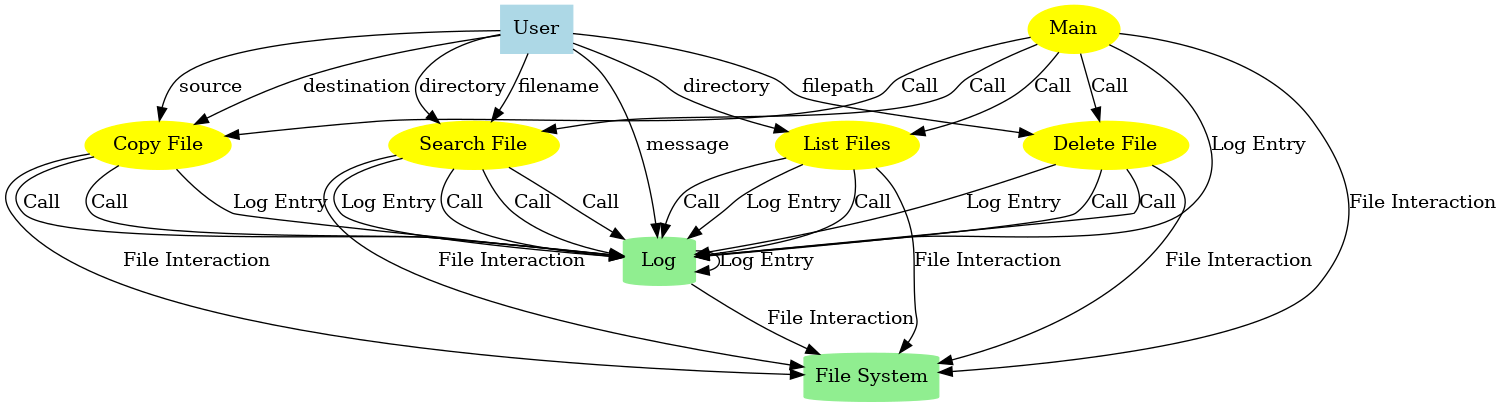 User
Main
source
destination
directory
filename
directory
filepath
Call
Call
Call
Call
Copy File
Search File
List Files
Delete File
message
Log Entry
Call
Call
Log Entry
Log Entry
Call
Call
Call
Call
Log Entry
Call
Log Entry
Call
Call
File Interaction
File Interaction
File Interaction
Log
Log Entry
File Interaction
File Interaction
File Interaction
File System